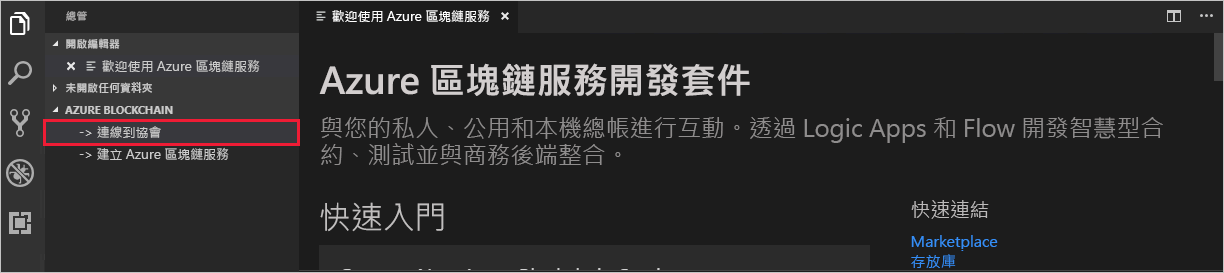 總管
開啟編輯器
歡迎使用 Azure 區塊鏈服務
未開啟任何資料夾
AZURE BLOCKCHAIN
-> 連線到協會
-> 建立 Azure 區塊鏈服務
歡迎使用 Azure 區塊鏈服務
Azure 區塊鏈服務開發套件
與您的私人、公用和本機總帳進行互動。透過 Logic Apps 和 Flow 開發智慧型合
約、測試並與商務後端整合。
快速入門
快速連結
Marketplace
存放庫